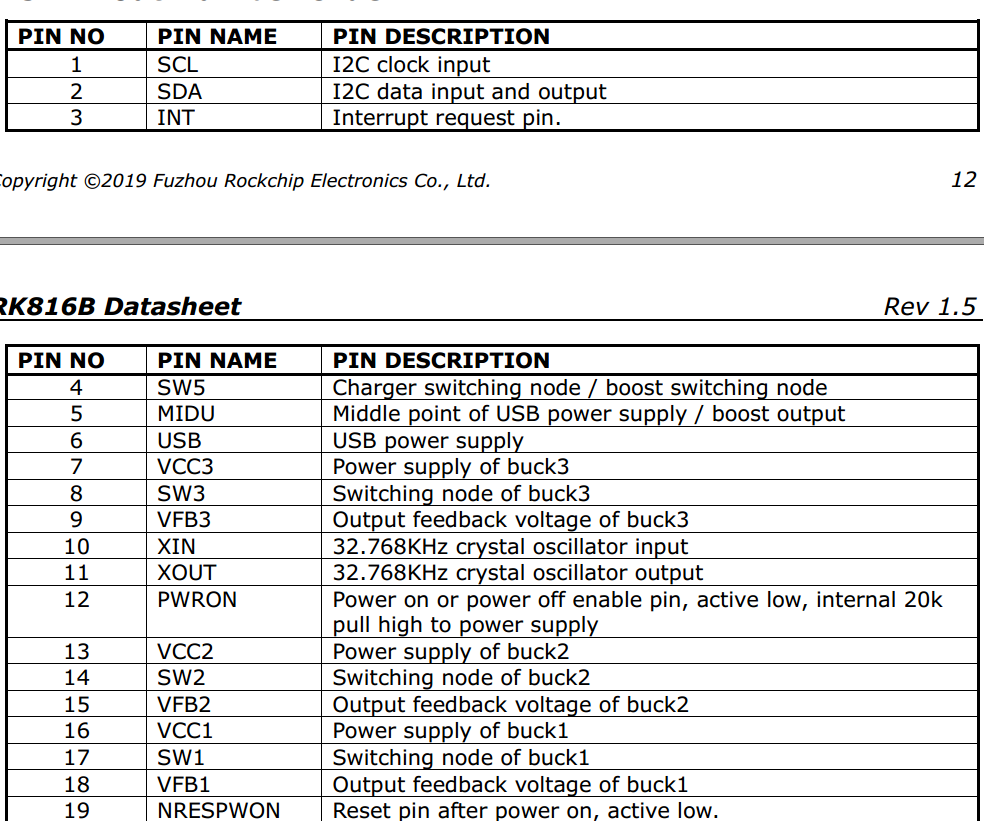 PIN NO PIN NAME PIN DESCRIPTION
1 SCL I2C clock input
2 SDA I2C data input and output
3 INT Interrupt request pin.
opyright ©2019 Fuzhou Rockchip Electronics Co., Ltd. 12
RK816B Datasheet Rev 1.5
PIN NO PIN NAME PIN DESCRIPTION
4 SW5 Charger switching node / boost switching node
5 MIDU Middle point of USB power supply / boost output
6 USB USB power supply
7 VCC3 Power supply of buck3
8 SW3 Switching node of buck3
9 VFB3 Output feedback voltage of buck3
10 XIN 32.768KHz crystal oscillator input
11 XOUT 32.768KHz crystal oscillator output
12 PWRON Power on or power off enable pin, active low, internal 20k
pull high to power supply
13 VCC2 Power supply of buck2
14 SW2 Switching node of buck2
15 VFB2 Output feedback voltage of buck2
16 VCC1 Power supply of buck1
17 SW1 Switching node of buck1
18 VFB1 Output feedback voltage of buck1
19 NRESPWON Reset pin after power on, active low.